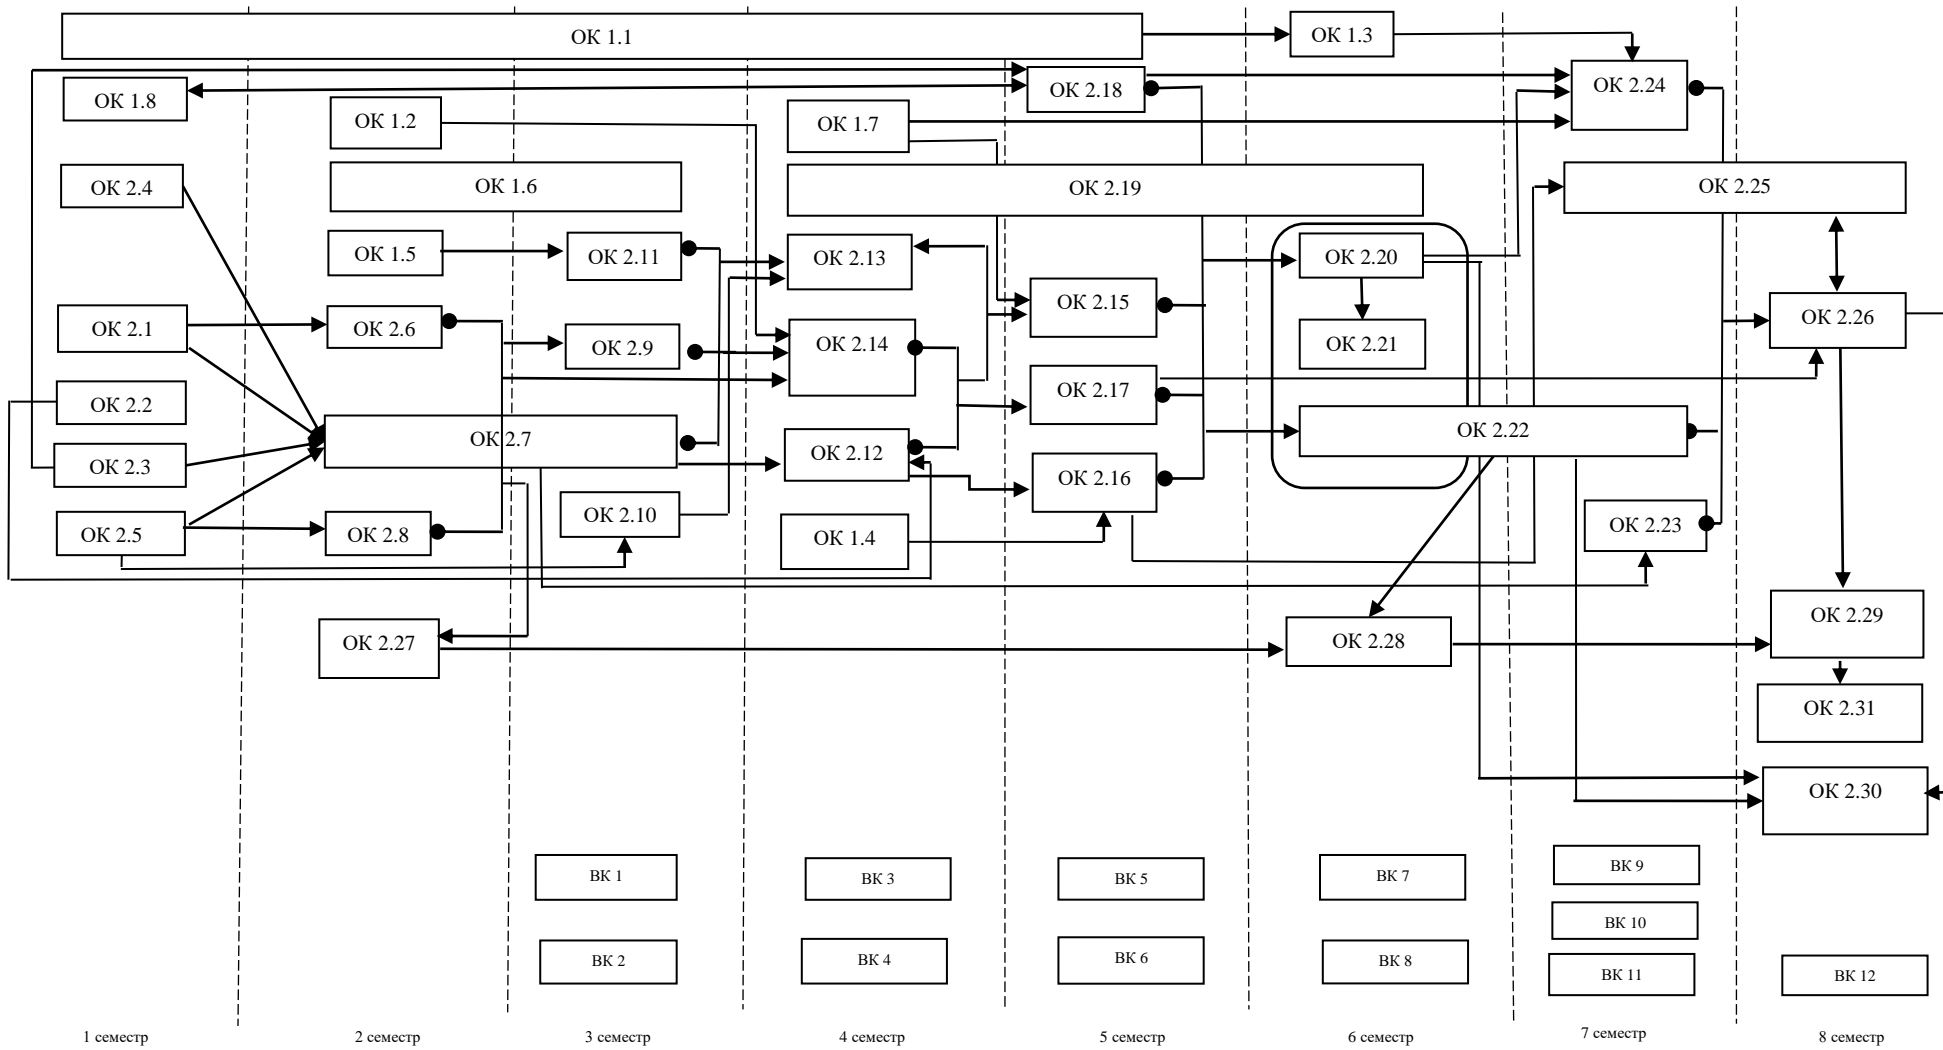 ОК 1.1
ОК 1.3
ОК 1.8
ОК 2.18
ОК 2.24
ОК 1.2
ОК 1.7
ОК 2.4
ОК 1.6
ОК 2.19
ОК 2.25
ОК 1.5
ОК 2.11
ОК 2.13
ОК 2.20
ОК 2.15
ОК 2.1
ОК 2.6
ОК 2.9
ОК 2.14
ОК 2.21
ОК 2.26
ОК 2.2
ОК 2.17
ОК 2.3
ОК 2.7
ОК 2.12
ОК 2.22
ОК 2.16
ОК 2.5
ОК 2.8
ОК 2.10
ОК 1.4
ОК 2.23
ОК 2.27
ОК 2.28
ОК 2.29
ОК 2.31
ОК 2.30
ВК 1
ВК 3
ВК 5
ВК 7
ВК 9
ВК 10
ВК 2
ВК 4
ВК 6
ВК 8
ВК 11
ВК 12
1 семестр
2 семестр
3 семестр
4 семестр
5 семестр
6 семестр
7 семестр
8 семестр